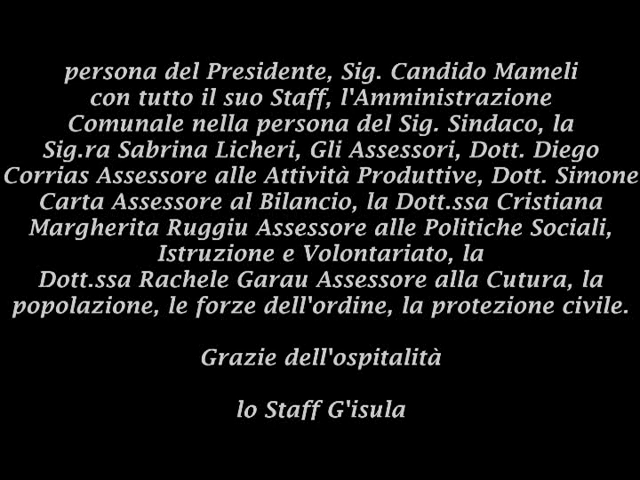 persona del Presidente, Sig. Candido Mameli
con tutto il suo Staff, l'Amministrazione
Comunale nella persona del Sig. Sindaco, la
Sig.ra Sabrina Licheri, Gli Assessori, Dott. Diego
Corrias Assessore alle Attività Produttive, Dott. Simone
Carta Assessore al Bilancio, la Dott.ssa Cristiana
Margherita Ruggiu Assessore alle Politiche Sociali,
Istruzione e Volontariato, la
Dott.ssa Rachele Garau Assessore alla Cutura, la
popolazione, le forze dell'ordine, la protezione civile.
Grazie dell'ospitalità
lo Staff G'isula